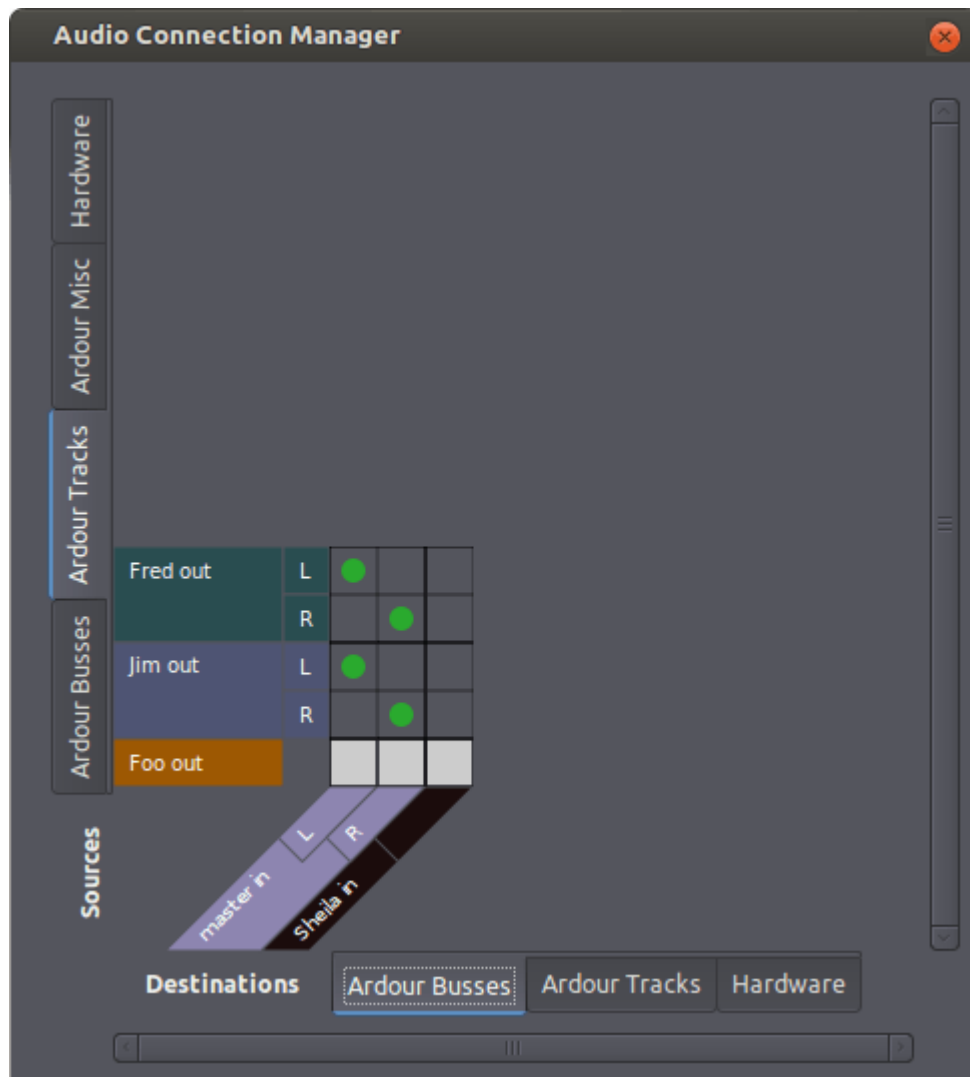 Audio Connection Manager
Hardware
Ardour Misc
Ardour Tracks
Ardour Busses
Sources
Fred out L
R
Jim out L
R
Foo out
master in L R
Sheila in
Destinations Ardour Busses Ardour Tracks Hardware